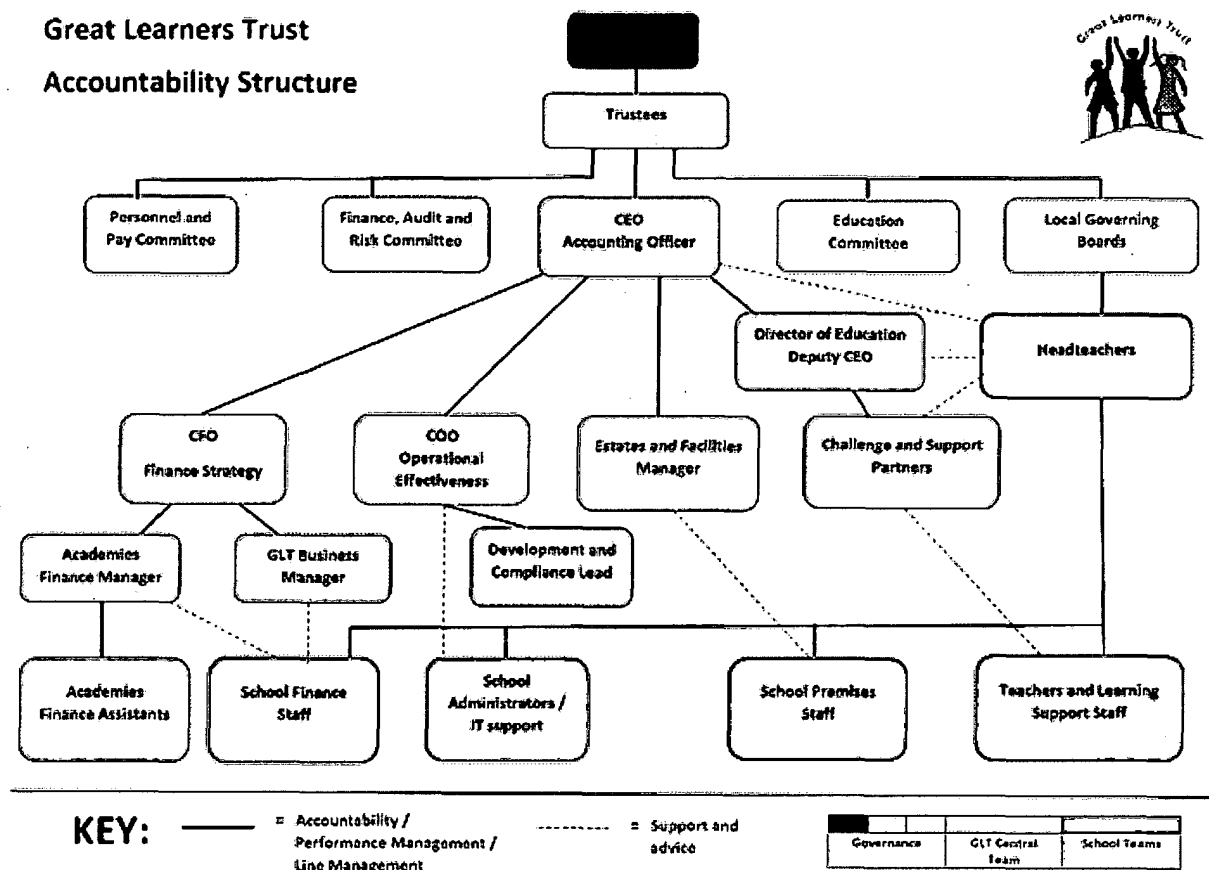 Great Learners Trust
Accountability Structure
Great Learners Trust
Trustees
Personnel and
Pay Committee
Finance, Audit and
Risk Committee
CEO
Accounting Officer
Education
Committee
Local Governing
Boards
Director of Education
Deputy CEO
Headteachers
CFO
Finance Strategy
COO
Operational
Effectiveness
Estates and Facilities
Manager
Challenge and Support
Partners
Academies
Finance Manager
GLT Business
Manager
Development and
Compliance Lead
Academies
Finance Assistants
School Finance
Staff
School
Administrators /
IT support
School Premises
Staff
Teachers and Learning
Support Staff
KEY:
= Accountability /
Performance Management /
Line Management
= Support and
advice
Governance
GLT Central
Team
School Teams